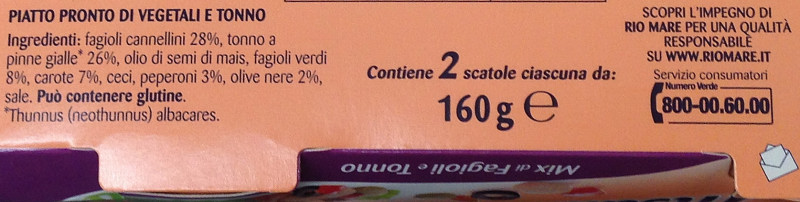 PIATTO PRONTO DI VEGETALI E TONNO
Ingredienti: fagioli cannellini 28%, tonno a
pinne gialle* 26%, olio di semi di mais, fagioli verdi
8%, carote 7%, ceci, peperoni 3%, olive nere 2%,
sale. Può contenere glutine.
*Thunnus (neothunnus) albacares.
Contiene 2 scatole ciascuna da:
160 g e
SCOPRI L'IMPEGNO DI
RIO MARE PER UNA QUALITÀ
RESPONSABILE
SU WWW.RIOMARE.IT
Servizio consumatori
Numero Verde
800-00.60.00
Mix di Fagioli e Tonno